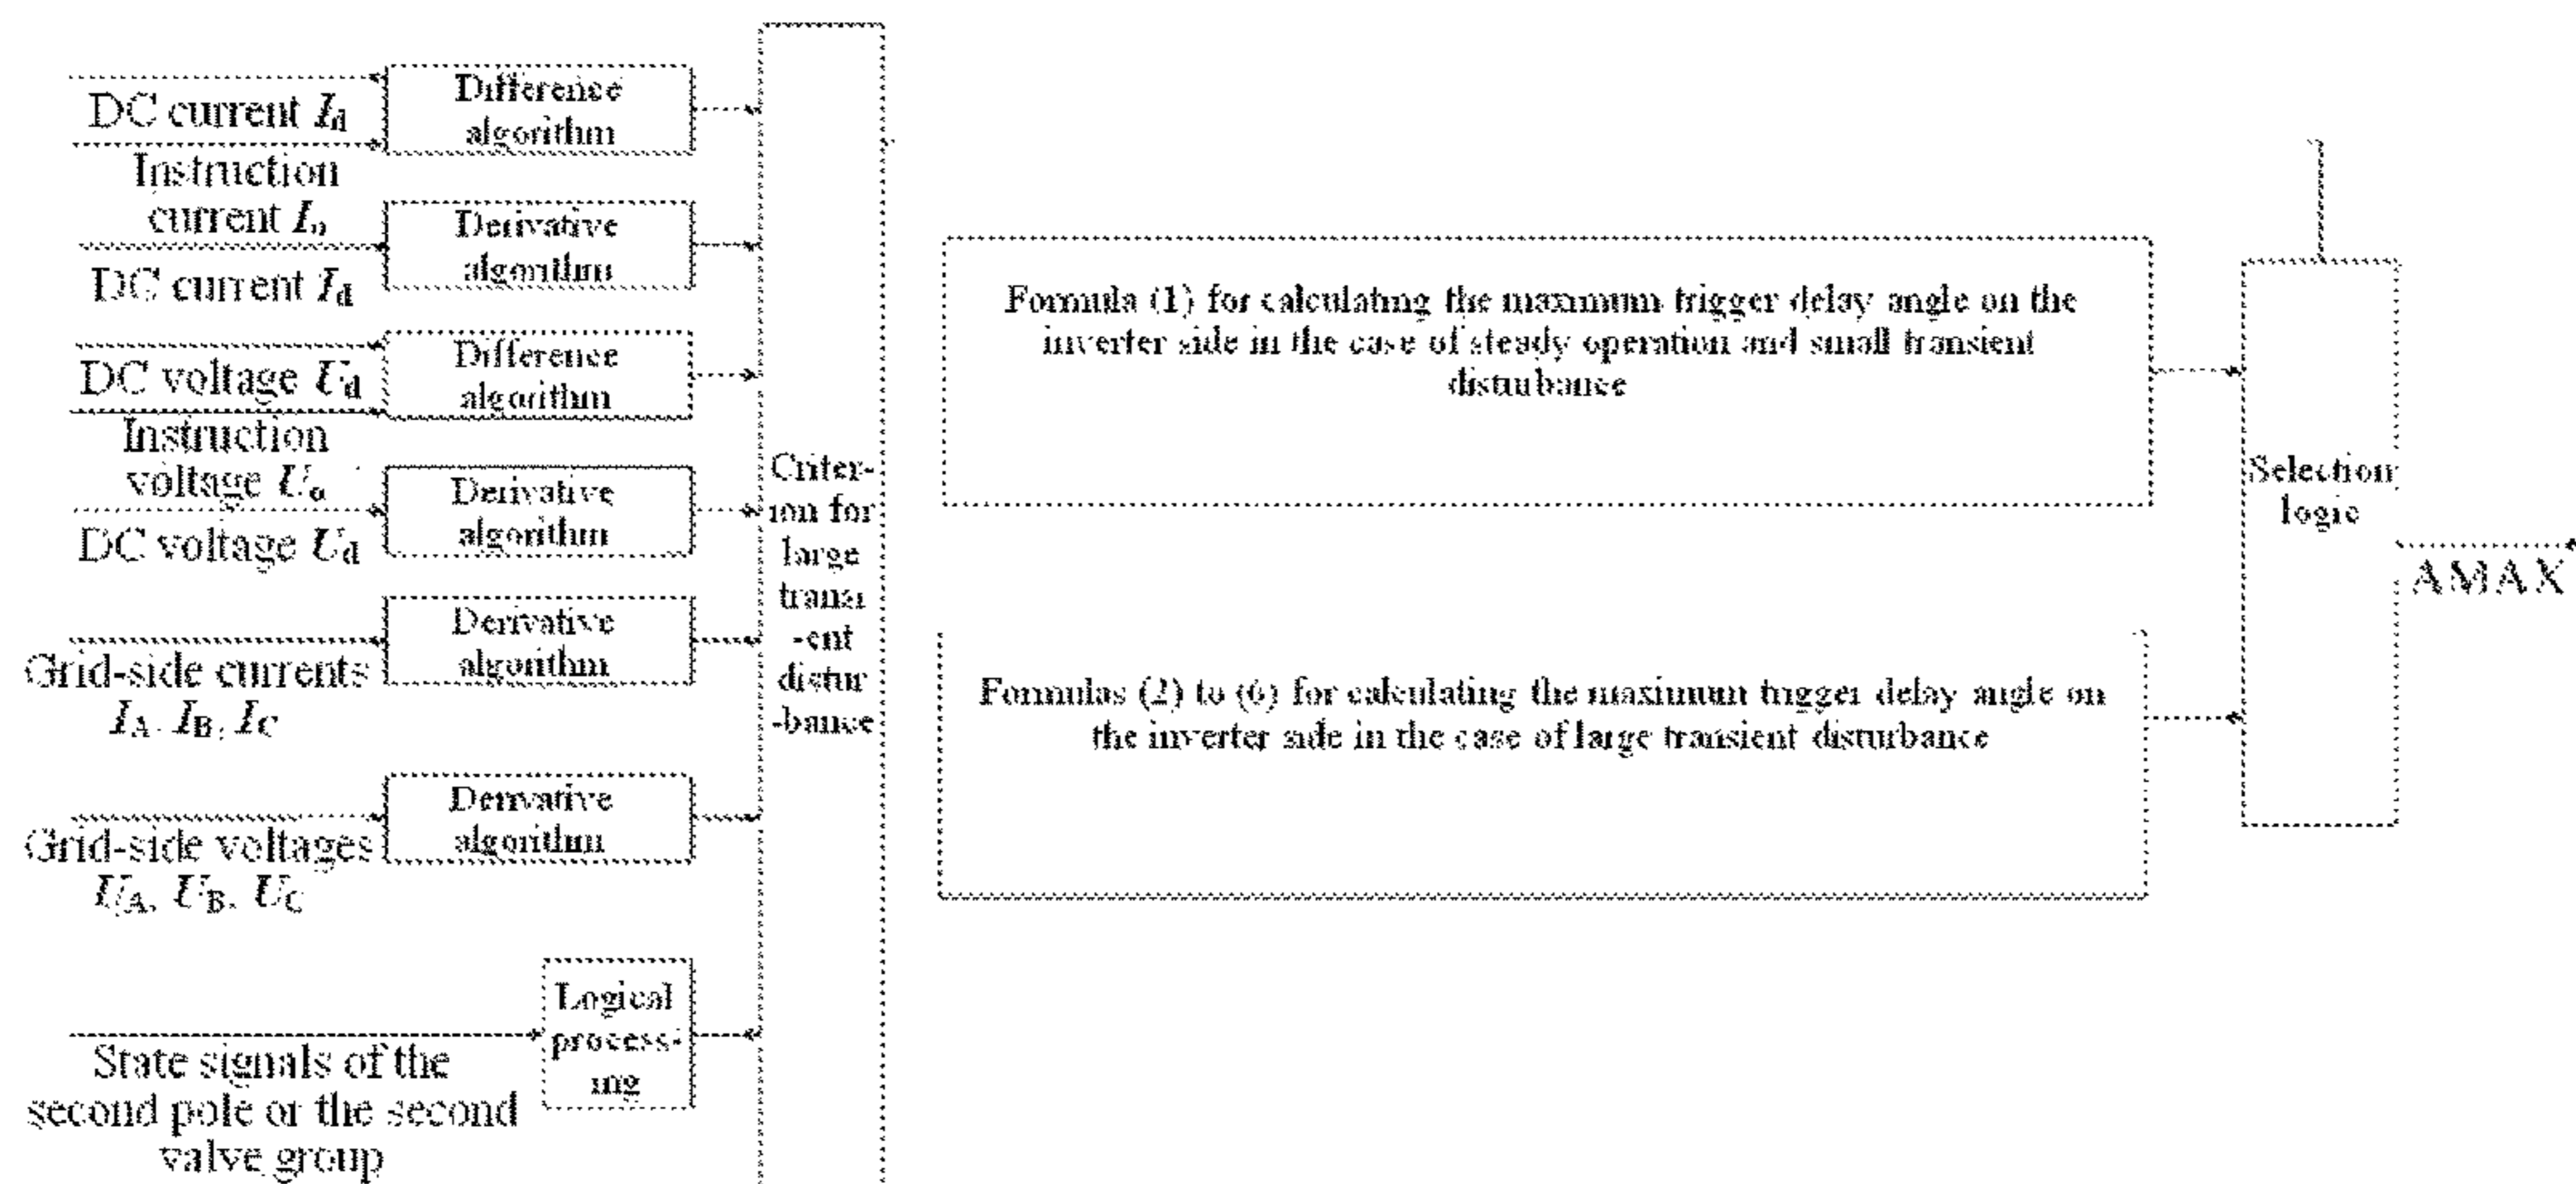 Difference
algorithm
DC current Id
Instruction
current Io
Derivative
algorithm
DC current Id
Difference
algorithm
DC voltage Ud
Instruction
voltage Uo
Derivative
algorithm
DC voltage Ud
Derivative
algorithm
Grid-side currents
IA, IB, IC
Derivative
algorithm
Grid-side voltages
UA, UB, UC
Logical
process-
ing
State signals of the
second pole or the second
valve group
Criter-
ion for
large
transi
-ent
distur
-bance
Formula (1) for calculating the maximum trigger delay angle on the
inverter side in the case of steady operation and small transient
disturbance
Formulas (2) to (6) for calculating the maximum trigger delay angle on
the inverter side in the case of large transient disturbance
Selection
logic
AMAX